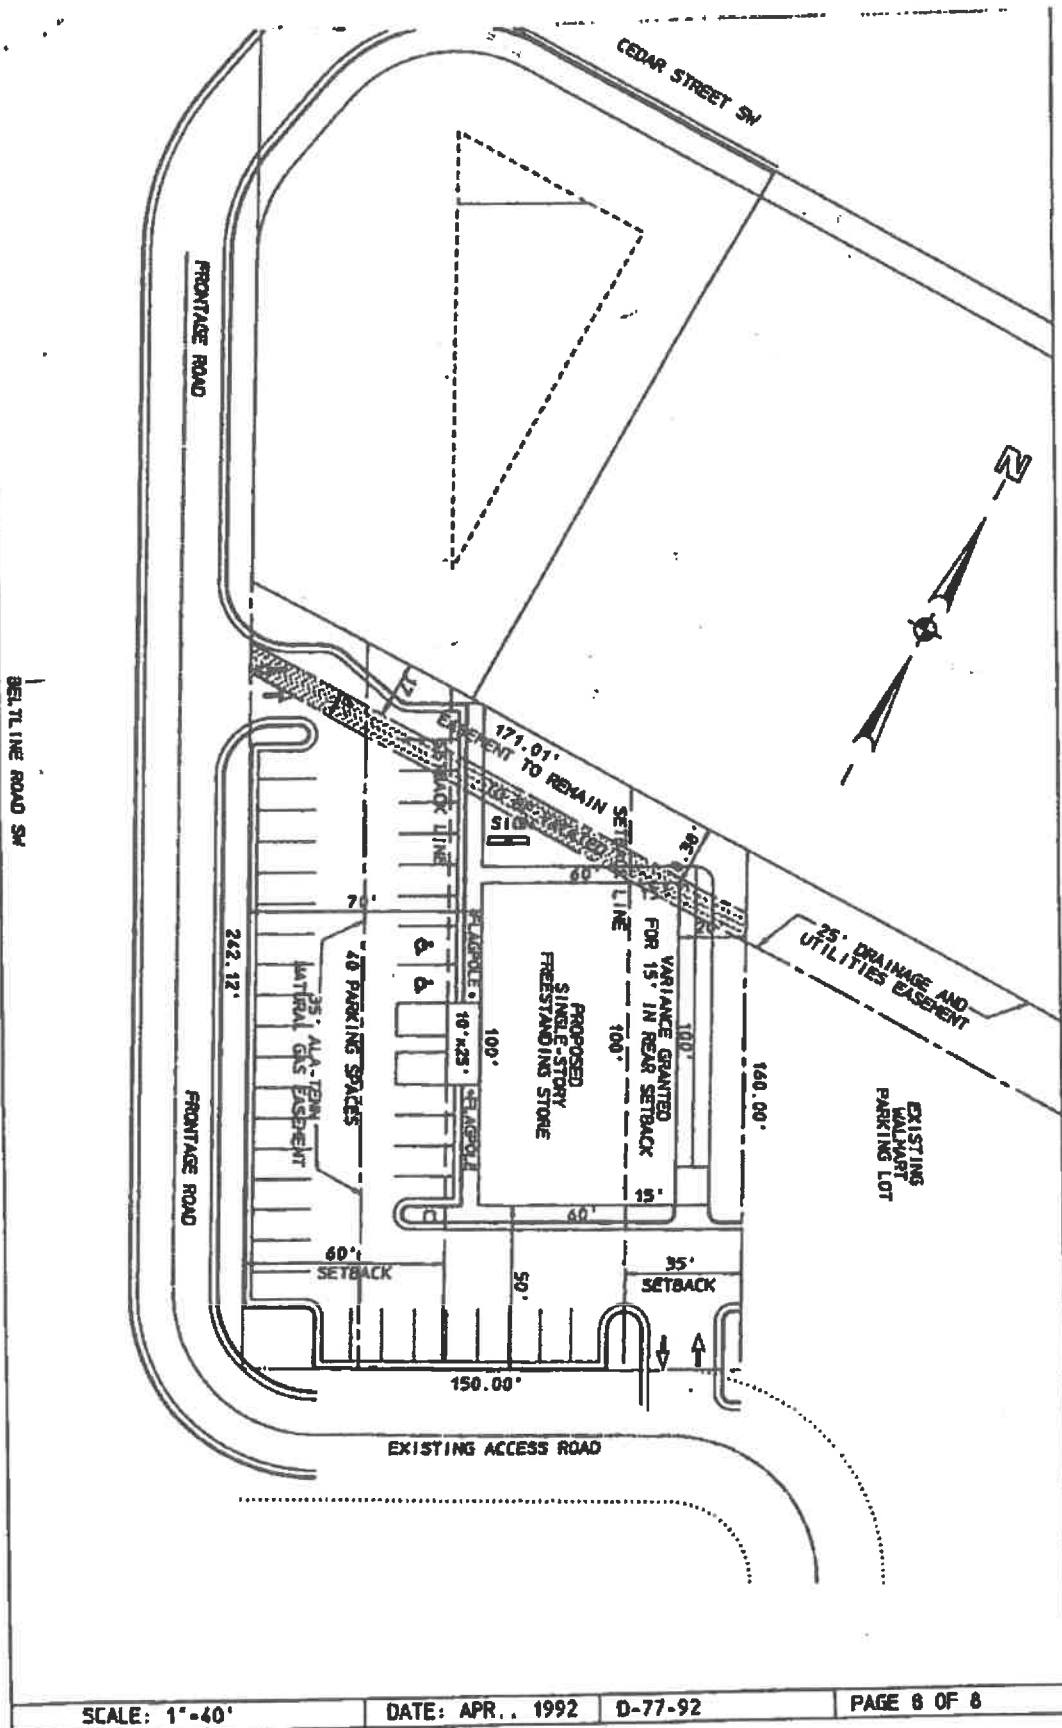 CEDAR STREET SW
FRONTAGE ROAD
N
BELTLINE ROAD SW
17'
171.01'
EASEMENT TO REMAIN
SETBACK LINE
SETBACK LINE
38'
60'
70'
242.12'
40 PARKING SPACES
35' ALA-TENN
NATURAL GAS EASEMENT
FLAGPOLE
10'x25'
FLAGPOLE
100'
PROPOSED
SINGLE-STORY
FREESTANDING STORE
100'
VARIANCE GRANTED
FOR 15' IN REAR SETBACK
100'
160.00'
25' DRAINAGE AND
UTILITIES EASEMENT
EXISTING
WALMART
PARKING LOT
FRONTAGE ROAD
15'
60'
60'
SETBACK
50'
35'
SETBACK
150.00'
EXISTING ACCESS ROAD
SCALE: 1"=40'
DATE: APR.. 1992
D-77-92
PAGE 8 OF 8